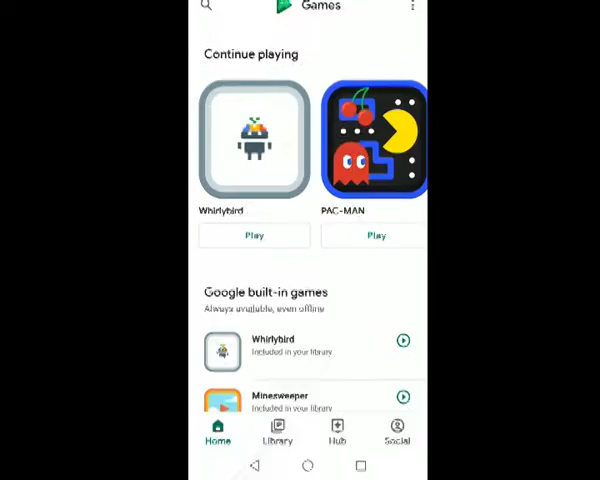 Games
Continue playing
Whirlybird
PAC-MAN
Play
Play
Google built-in games
Always available, even offline
Whirlybird
Included in your library
Minesweeper
Included in your library
Home
Library
Hub
Social